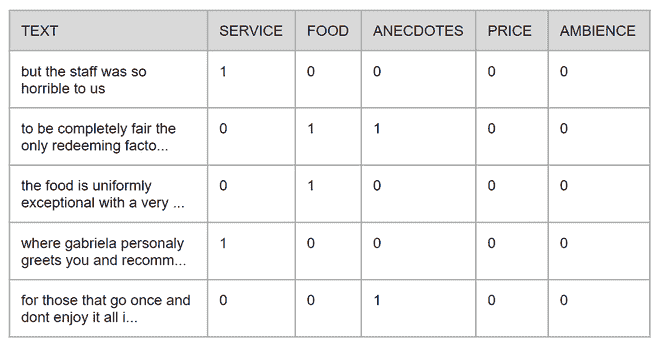 TEXT SERVICE FOOD ANECDOTES PRICE AMBIENCE
but the staff was so
horrible to us 1 0 0 0 0
to be completely fair the
only redeeming facto... 0 1 1 0 0
the food is uniformly
exceptional with a very ... 0 1 0 0 0
where gabriela personaly
greets you and recomm... 1 0 0 0 0
for those that go once and
dont enjoy it all i... 0 0 1 0 0